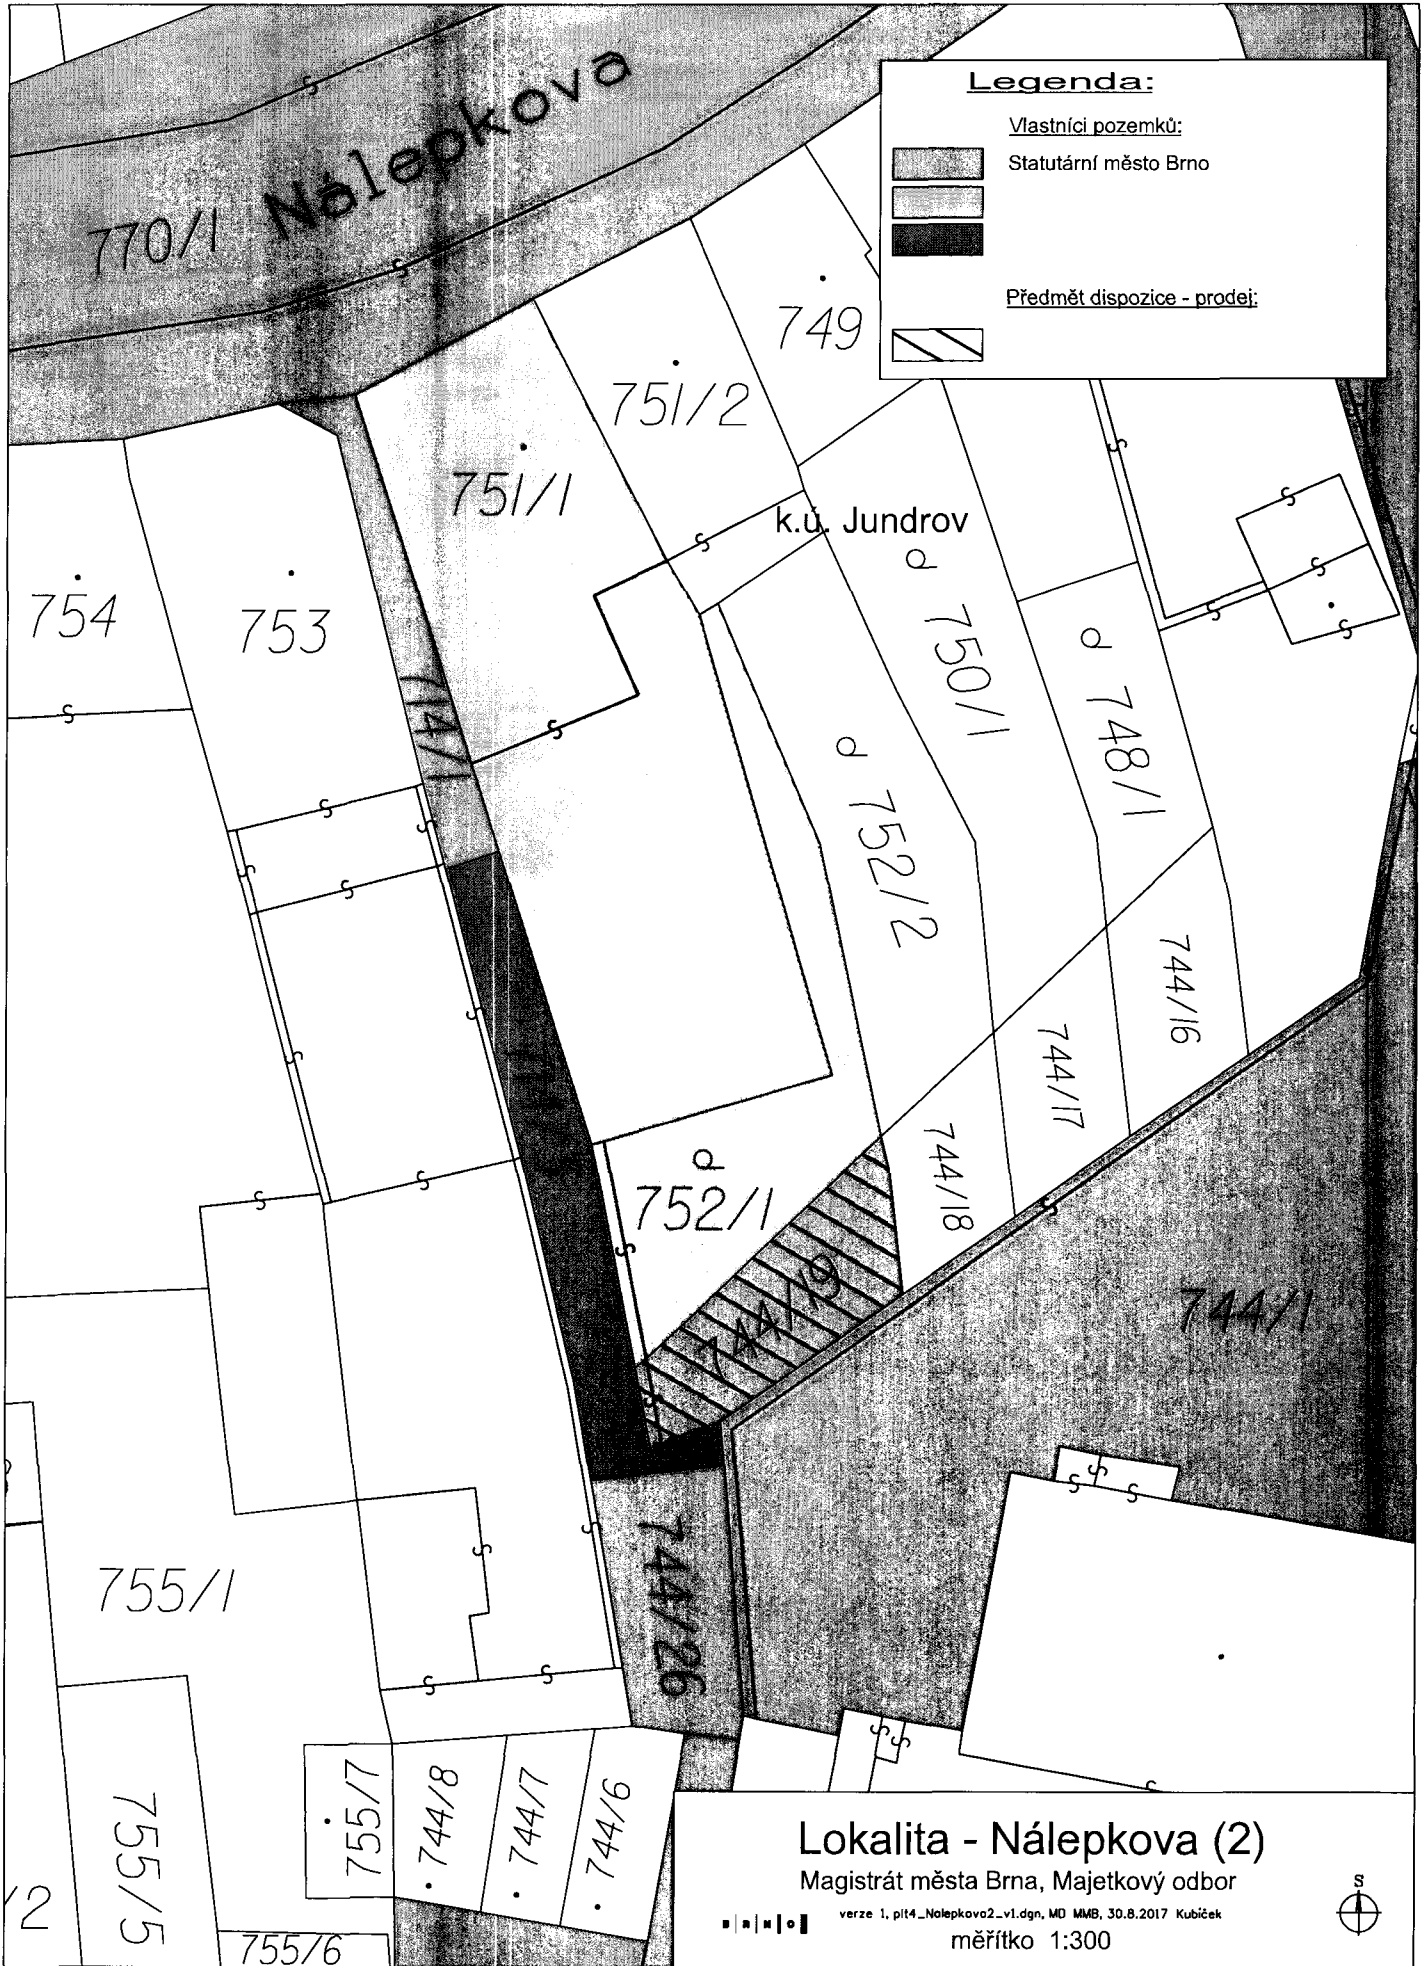 Nálepkova
770/1
Legenda:
Vlastníci pozemků:
Statutární město Brno
Předmět dispozice - prodej:
749
751/2
751/1
k.ú. Jundrov
754
753
714/1
750/1
748/1
752/2
744/16
744/17
744/18
752/1
744/19
744/1
744/26
755/1
755/7
744/8
744/7
744/6
755/5
/2
755/6
Lokalita - Nálepkova (2)
Magistrát města Brna, Majetkový odbor
verze 1, plt4_Nalepkova2_v1.dgn, MO MMB, 30.8.2017 Kubíček
měřítko 1:300
B R N O
S